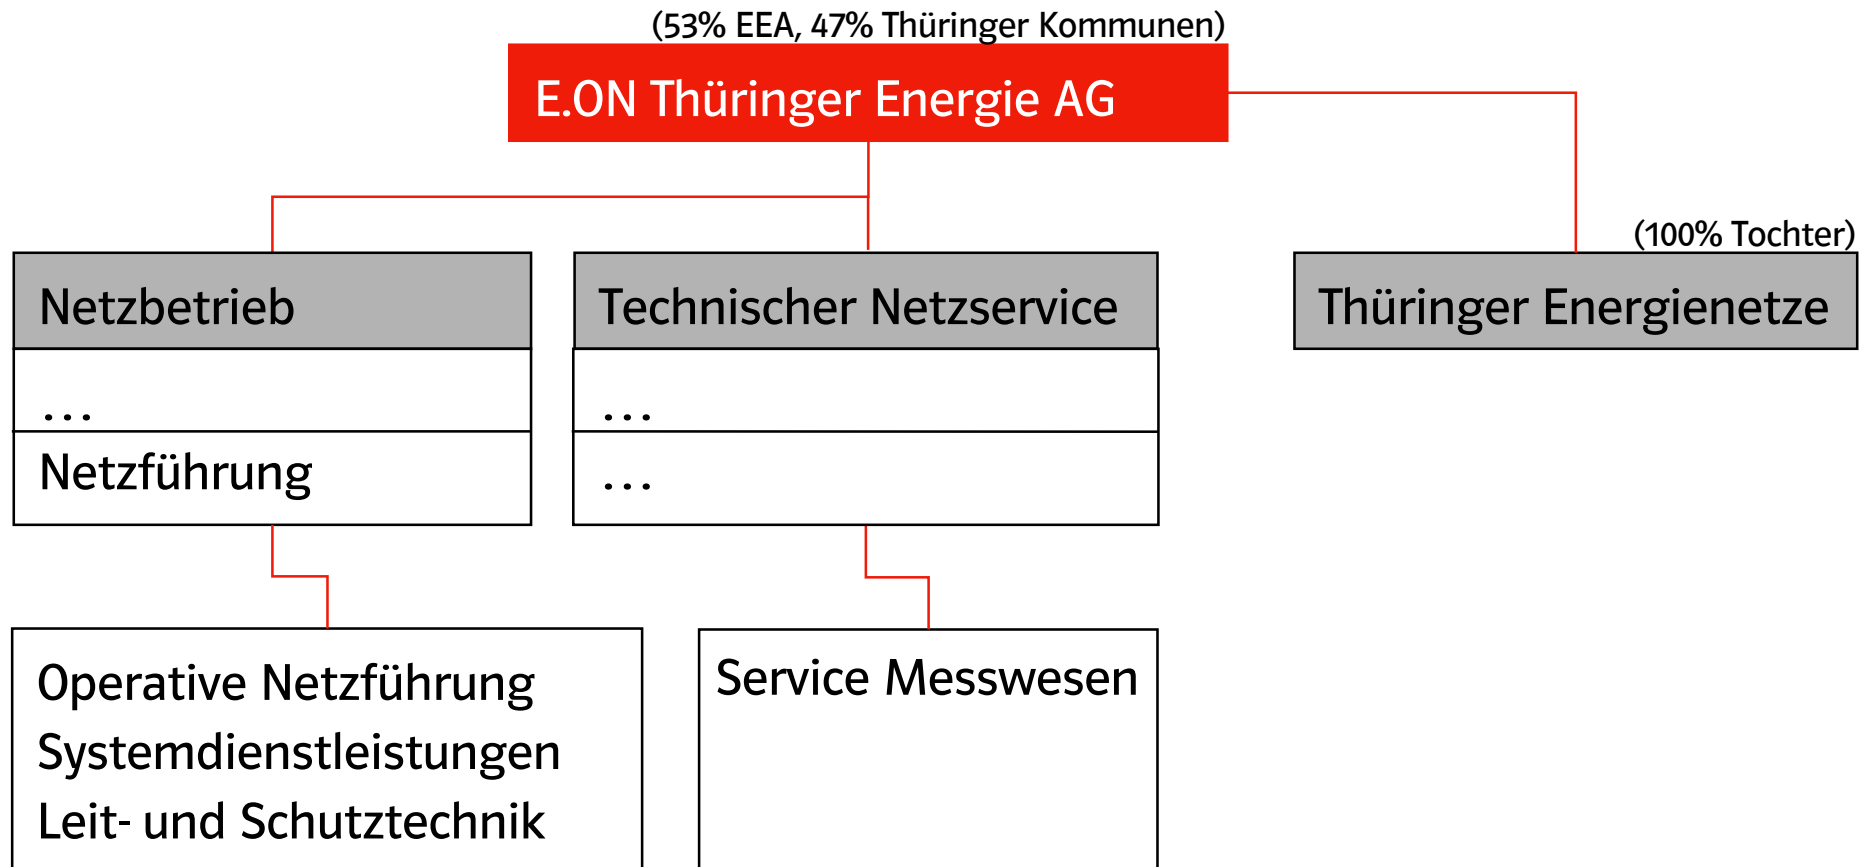 (53% EEA, 47% Thüringer Kommunen)
E.ON Thüringer Energie AG
(100% Tochter)
Netzbetrieb
Technischer Netzservice
Thüringer Energienetze
...
...
Netzführung
...
Operative Netzführung
Systemdienstleistungen
Leit- und Schutztechnik
Service Messwesen